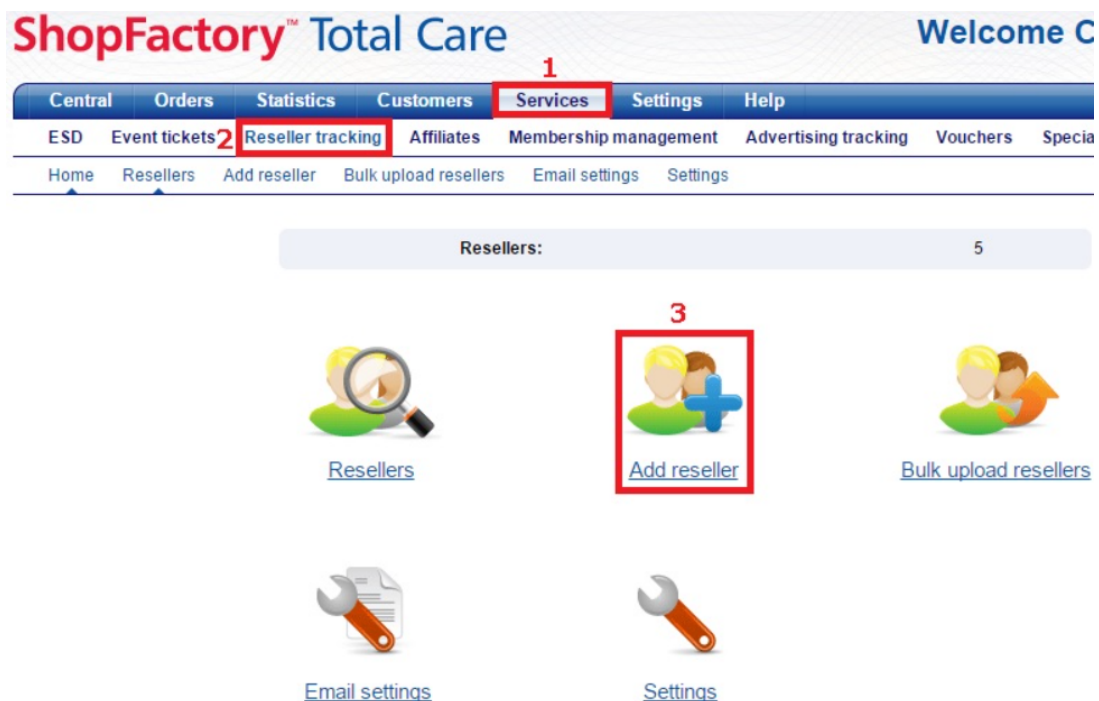 ShopFactory™ Total Care
Welcome C
1
Central Orders Statistics Customers Services Settings Help
ESD Event tickets 2 Reseller tracking Affiliates Membership management Advertising tracking Vouchers Specia
Home Resellers Add reseller Bulk upload resellers Email settings Settings
Resellers: 5
3
Resellers Add reseller Bulk upload resellers
Email settings Settings